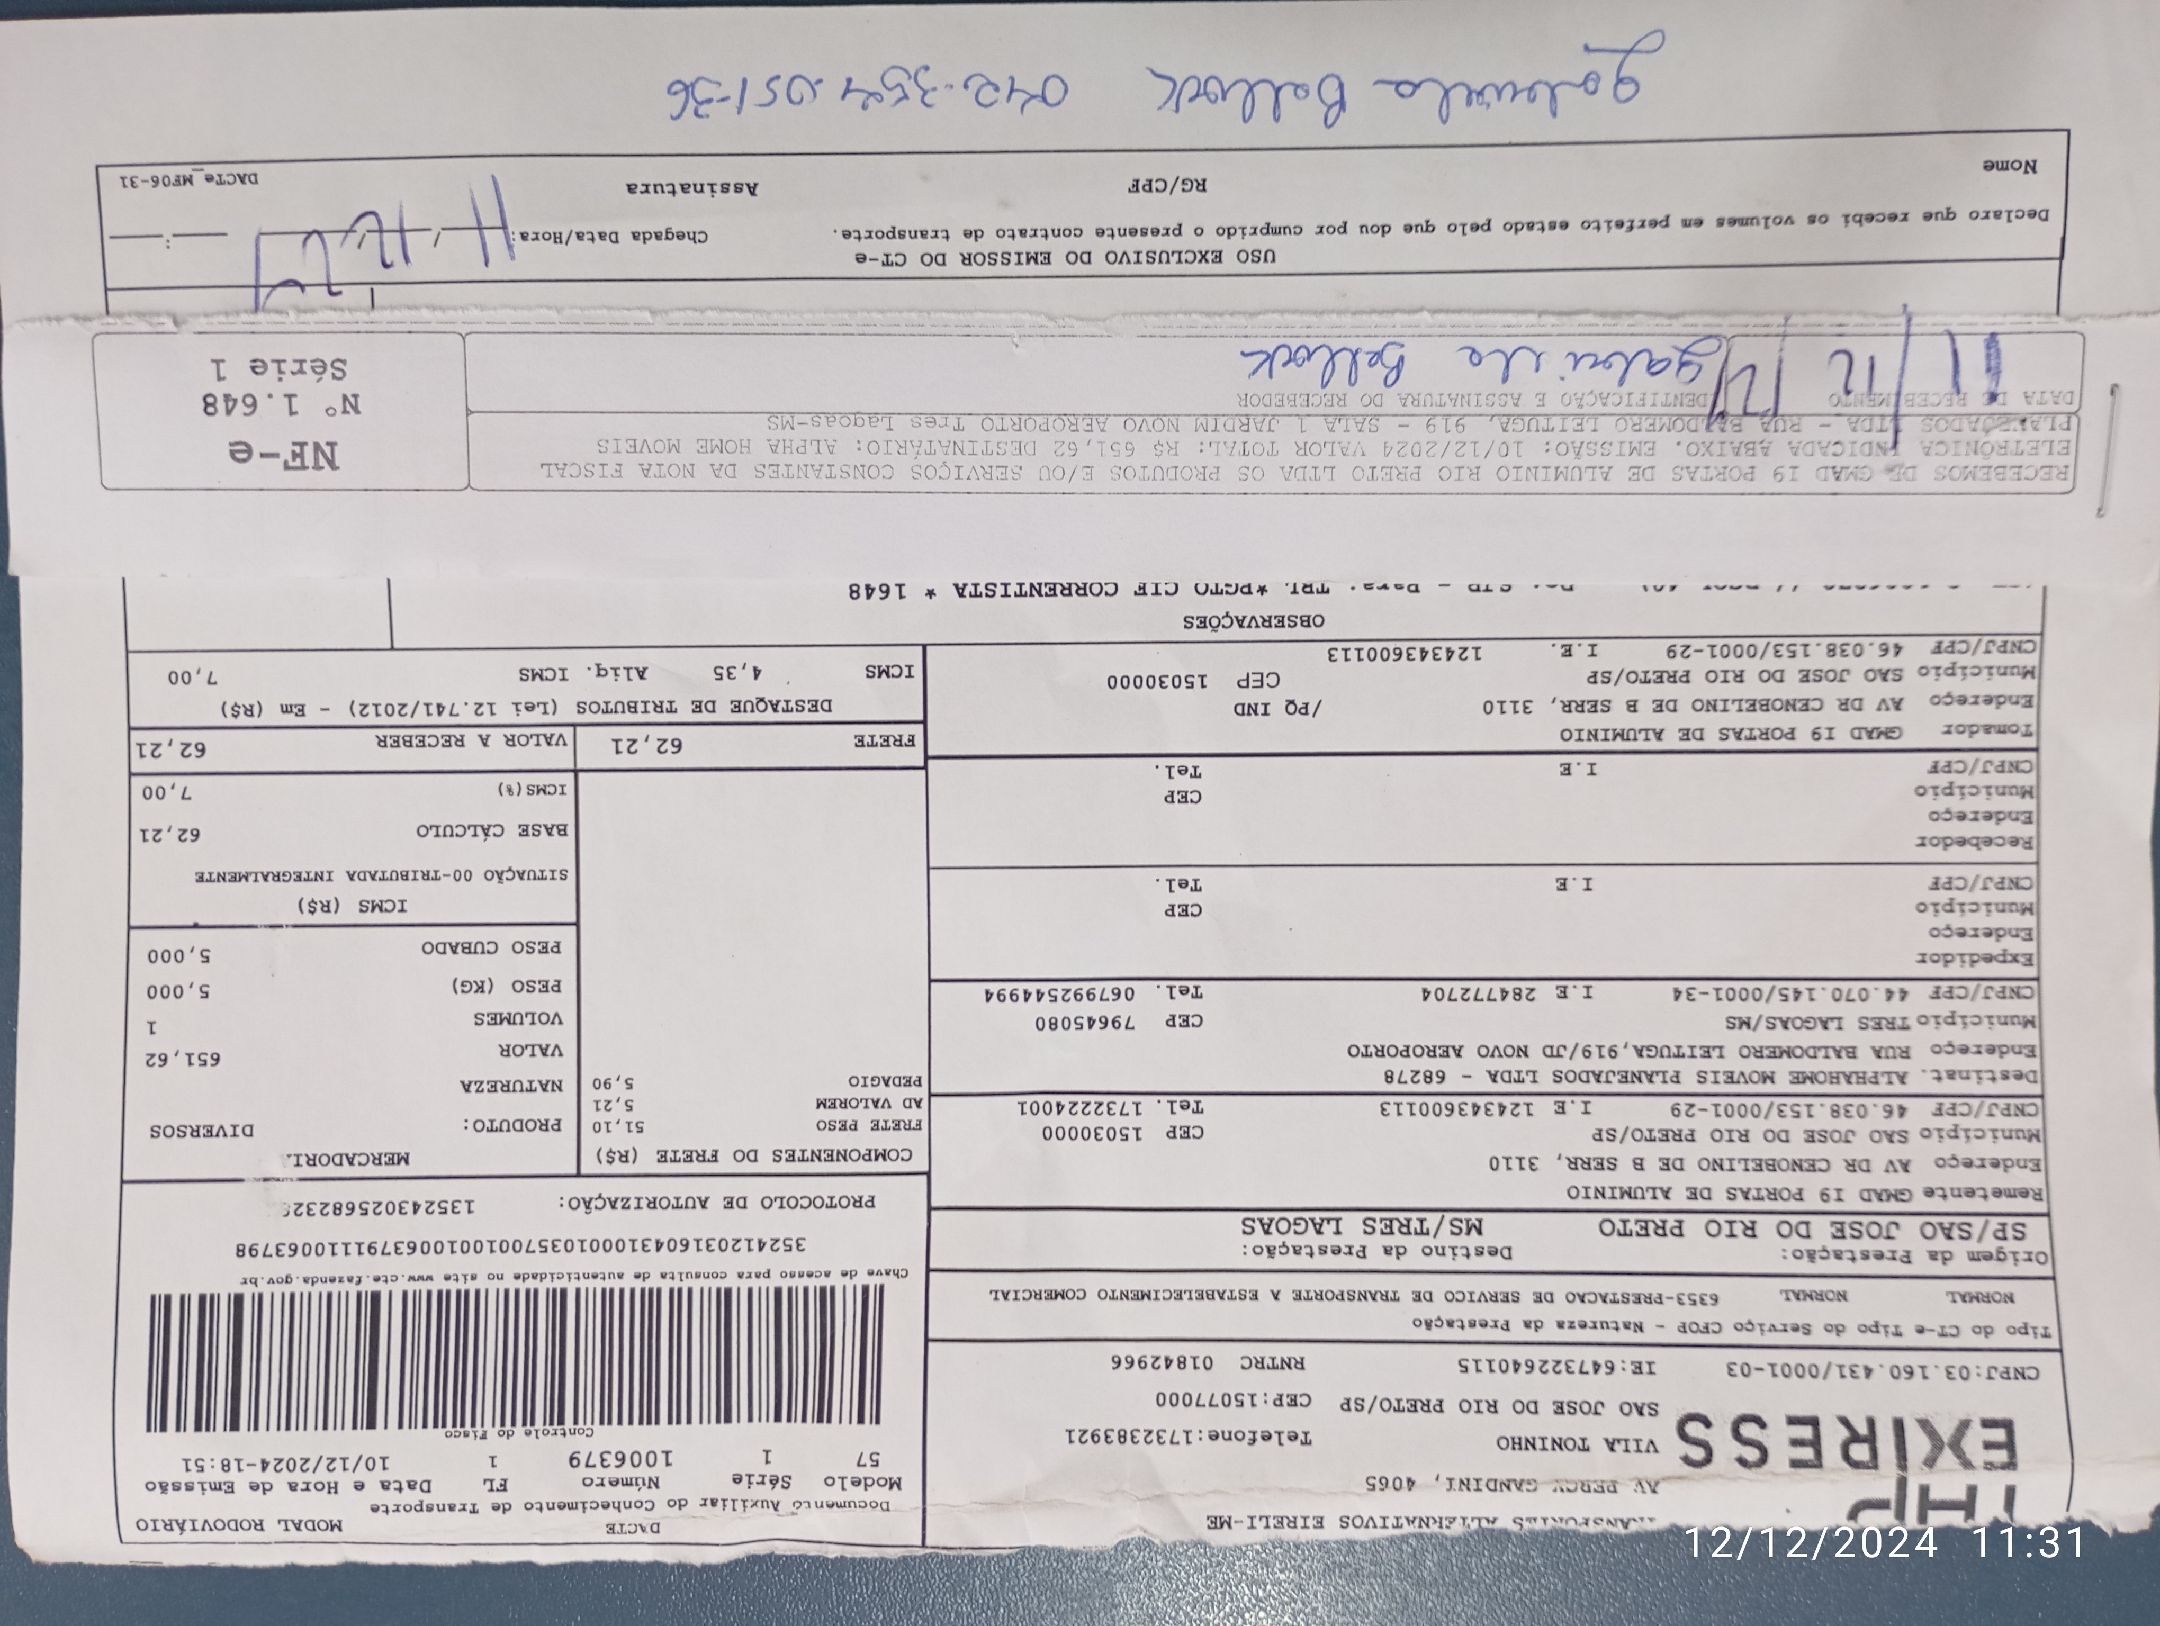 TRANSPORTES ALTERNATIVOS EIRELI-ME
THP
EXPRESS
AV PERCY GANDINI, 4065
VILA TONINHO
Telefone:1732383921
SAO JOSE DO RIO PRETO/SP CEP:15077000
CNPJ:03.160.431/0001-03 IE:647322640115 RNTRC 01842966
Tipo do CT-e Tipo do Serviço CFOP - Natureza da Prestação
NORMAL NORMAL 6353-PRESTACAO DE SERVICO DE TRANSPORTE A ESTABELECIMENTO COMERCIAL
Origem da Prestação: Destino da Prestação:
SP/SAO JOSE DO RIO PRETO MS/TRES LAGOAS
Remetente GMAD I9 PORTAS DE ALUMINIO
Endereço AV DR CENOBELINO DE B SERR, 3110
Município SAO JOSE DO RIO PRETO/SP CEP 15030000
CNPJ/CPF 46.038.153/0001-29 I.E 124343600113 Tel. 1732224001
Destinat. ALPHAHOME MOVEIS PLANEJADOS LTDA - 68278
Endereço RUA BALDOMERO LEITUGA,919/JD NOVO AEROPORTO
Município TRES LAGOAS/MS CEP 79645080
CNPJ/CPF 44.070.145/0001-34 I.E 284772704 Tel. 067992544994
Expedidor
Endereço
Município CEP
CNPJ/CPF I.E Tel.
Recebedor
Endereço
Município CEP
CNPJ/CPF I.E Tel.
Tomador GMAD I9 PORTAS DE ALUMINIO
Endereço AV DR CENOBELINO DE B SERR, 3110 /PQ IND
Município SAO JOSE DO RIO PRETO/SP CEP 15030000
CNPJ/CPF 46.038.153/0001-29 I.E. 124343600113
DACTE MODAL RODOVIÁRIO
Documento Auxiliar do Conhecimento de Transporte
Modelo Série Número FL Data e Hora de Emissão
57 1 1006379 1 10/12/2024-18:51
Controle do Fisco
Chave de acesso para consulta de autenticidade no site www.cte.fazenda.gov.br
35241203160431000103570010010063791110063798
PROTOCOLO DE AUTORIZAÇÃO:
COMPONENTES DO FRETE (R$)
FRETE PESO 51,10
AD VALOREM 5,21
PEDAGIO 5,90
MERCADORI
PRODUTO: DIVERSOS
NATUREZA
VALOR 651,62
VOLUMES 1
PESO (KG) 5,000
PESO CUBADO 5,000
ICMS (R$)
SITUAÇÃO 00-TRIBUTADA INTEGRALMENTE
BASE CÁLCULO 62,21
ICMS(%) 7,00
FRETE 62,21 VALOR A RECEBER 62,21
DESTAQUE DE TRIBUTOS (Lei 12.741/2012) - Em (R$)
ICMS 4,35 Aliq. ICMS 7,00
OBSERVAÇÕES
De: STP - Para: TRL *PGTO CIF CORRENTISTA * 1648
RECEBEMOS DE GMAD I9 PORTAS DE ALUMINIO RIO PRETO LTDA OS PRODUTOS E/OU SERVIÇOS CONSTANTES DA NOTA FISCAL
ELETRÔNICA INDICADA ABAIXO. EMISSÃO: 10/12/2024 VALOR TOTAL: R$ 651,62 DESTINATÁRIO: ALPHA HOME MOVEIS
PLANEJADOS LTDA - RUA BALDOMERO LEITUGA, 919 - SALA 1 JARDIM NOVO AEROPORTO Tres Lagoas-MS
DATA DE RECEBIMENTO IDENTIFICAÇÃO E ASSINATURA DO RECEBEDOR
11/12/24 Gabriela Bellock
NF-e
Nº 1.648
Série 1
USO EXCLUSIVO DO EMISSOR DO CT-e
Declaro que recebi os volumes em perfeito estado pelo que dou por cumprido o presente contrato de transporte.
Chegada Data/Hora: 11/12/24
Nome RG/CPF Assinatura DACTe_MF06-31
Gabriela Bellock 042.354.051-36
12/12/2024 11:31